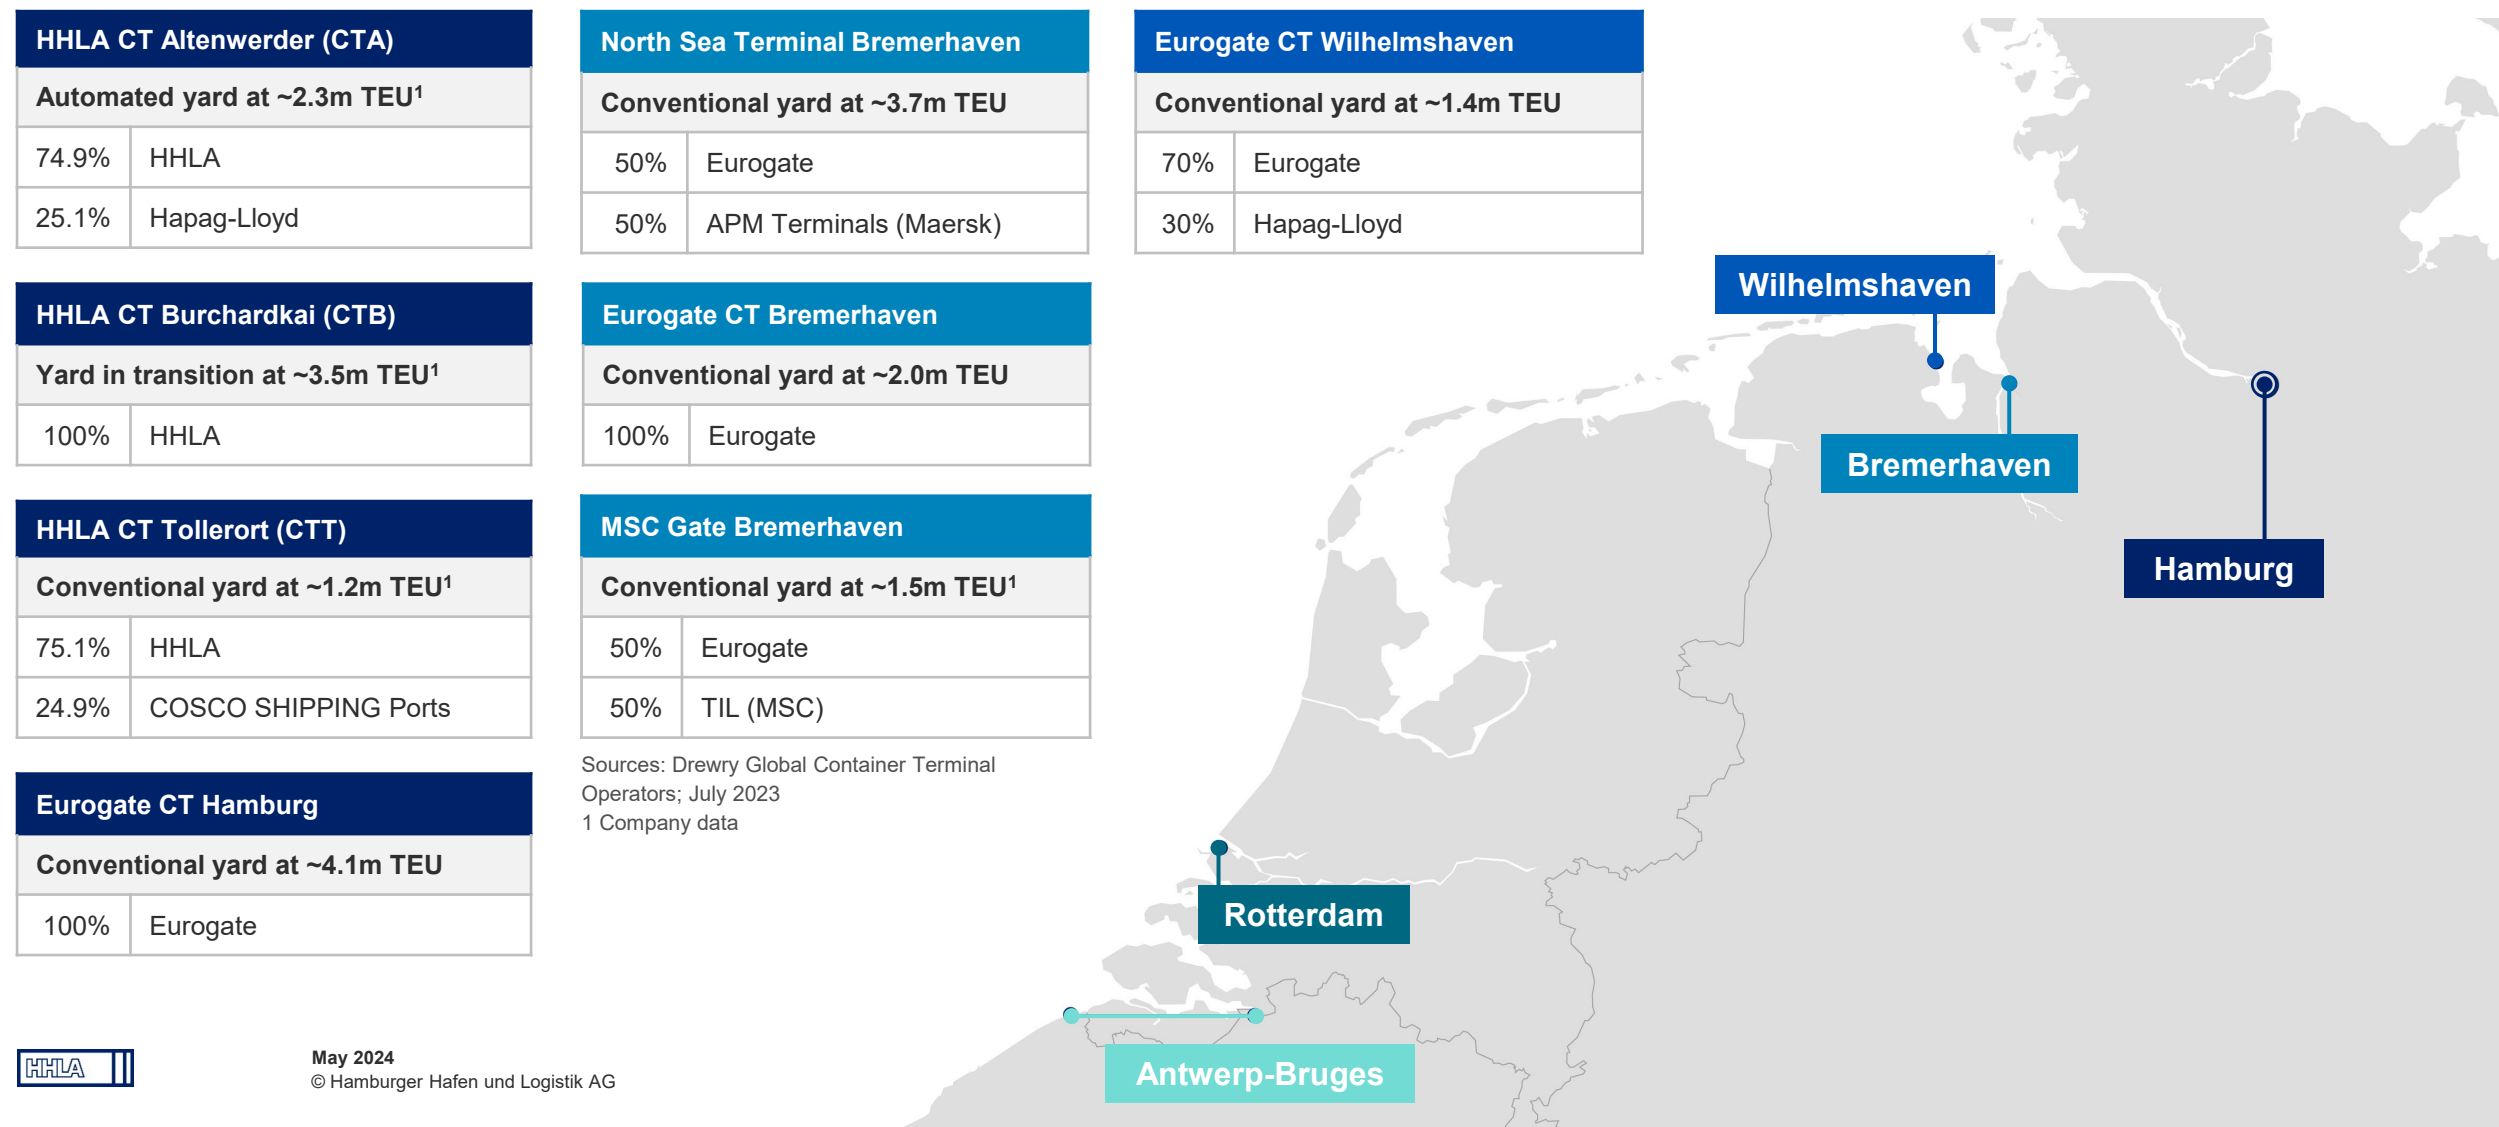 HHLA CT Altenwerder (CTA)
Automated yard at ~2.3m TEU¹
74.9% HHLA
25.1% Hapag-Lloyd
HHLA CT Burchardkai (CTB)
Yard in transition at ~3.5m TEU¹
100% HHLA
HHLA CT Tollerort (CTT)
Conventional yard at ~1.2m TEU¹
75.1% HHLA
24.9% COSCO SHIPPING Ports
Eurogate CT Hamburg
Conventional yard at ~4.1m TEU
100% Eurogate
North Sea Terminal Bremerhaven
Conventional yard at ~3.7m TEU
50% Eurogate
50% APM Terminals (Maersk)
Eurogate CT Bremerhaven
Conventional yard at ~2.0m TEU
100% Eurogate
MSC Gate Bremerhaven
Conventional yard at ~1.5m TEU¹
50% Eurogate
50% TIL (MSC)
Sources: Drewry Global Container Terminal
Operators; July 2023
1 Company data
Eurogate CT Wilhelmshaven
Conventional yard at ~1.4m TEU
70% Eurogate
30% Hapag-Lloyd
Wilhelmshaven
Bremerhaven
Hamburg
Rotterdam
Antwerp-Bruges
HHLA
May 2024
© Hamburger Hafen und Logistik AG